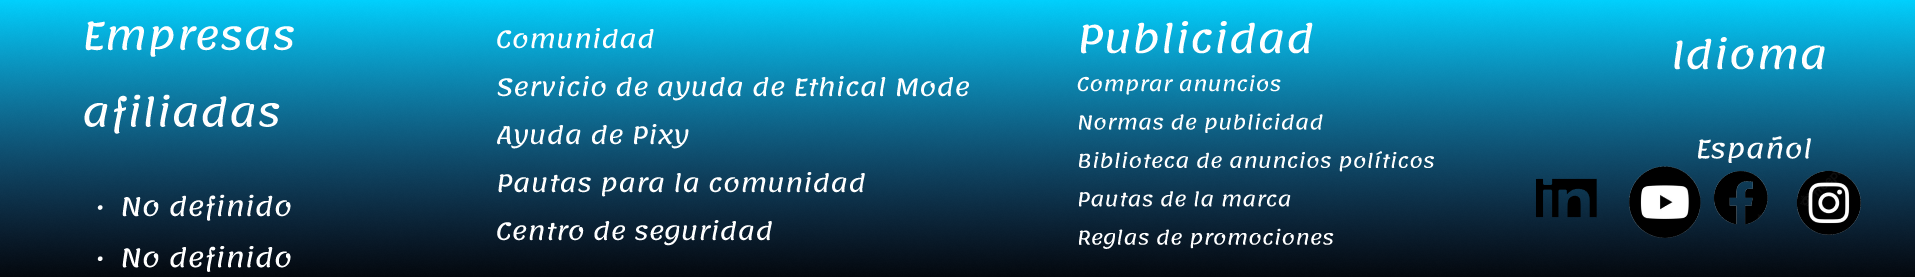 Empresas
afiliadas
• No definido
• No definido
Comunidad
Servicio de ayuda de Ethical Mode
Ayuda de Pixy
Pautas para la comunidad
Centro de seguridad
Publicidad
Comprar anuncios
Normas de publicidad
Biblioteca de anuncios políticos
Pautas de la marca
Reglas de promociones
Idioma
Español
in